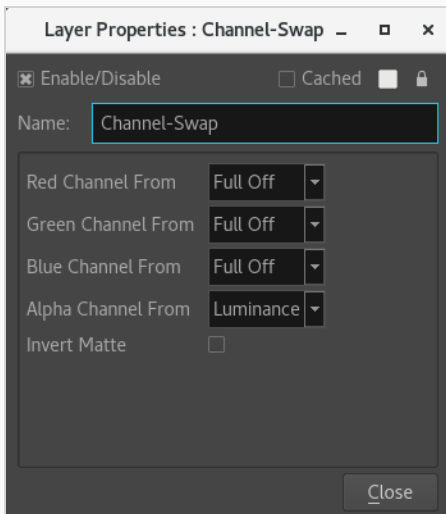 Layer Properties : Channel-Swap
Enable/Disable Cached
Name: Channel-Swap
Red Channel From Full Off
Green Channel From Full Off
Blue Channel From Full Off
Alpha Channel From Luminance
Invert Matte
Close